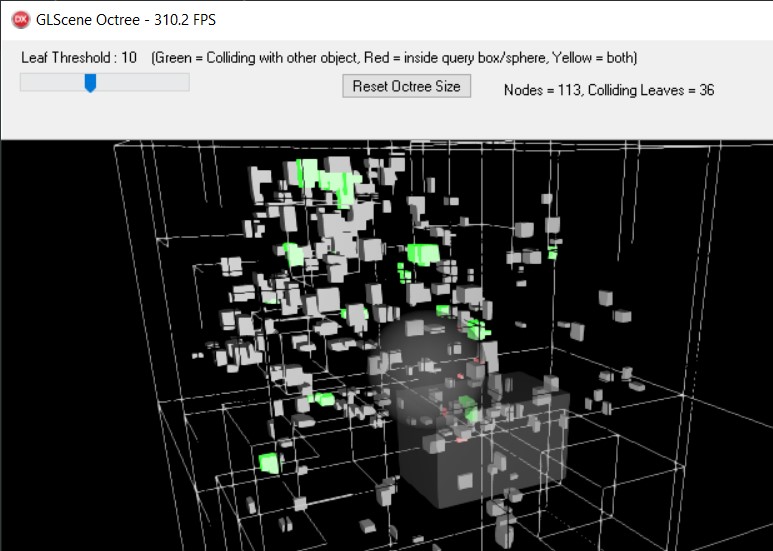 DX GLScene Octree - 310.2 FPS
Leaf Threshold : 10 (Green = Colliding with other object, Red = inside query box/sphere, Yellow = both)
Reset Octree Size
Nodes = 113, Colliding Leaves = 36